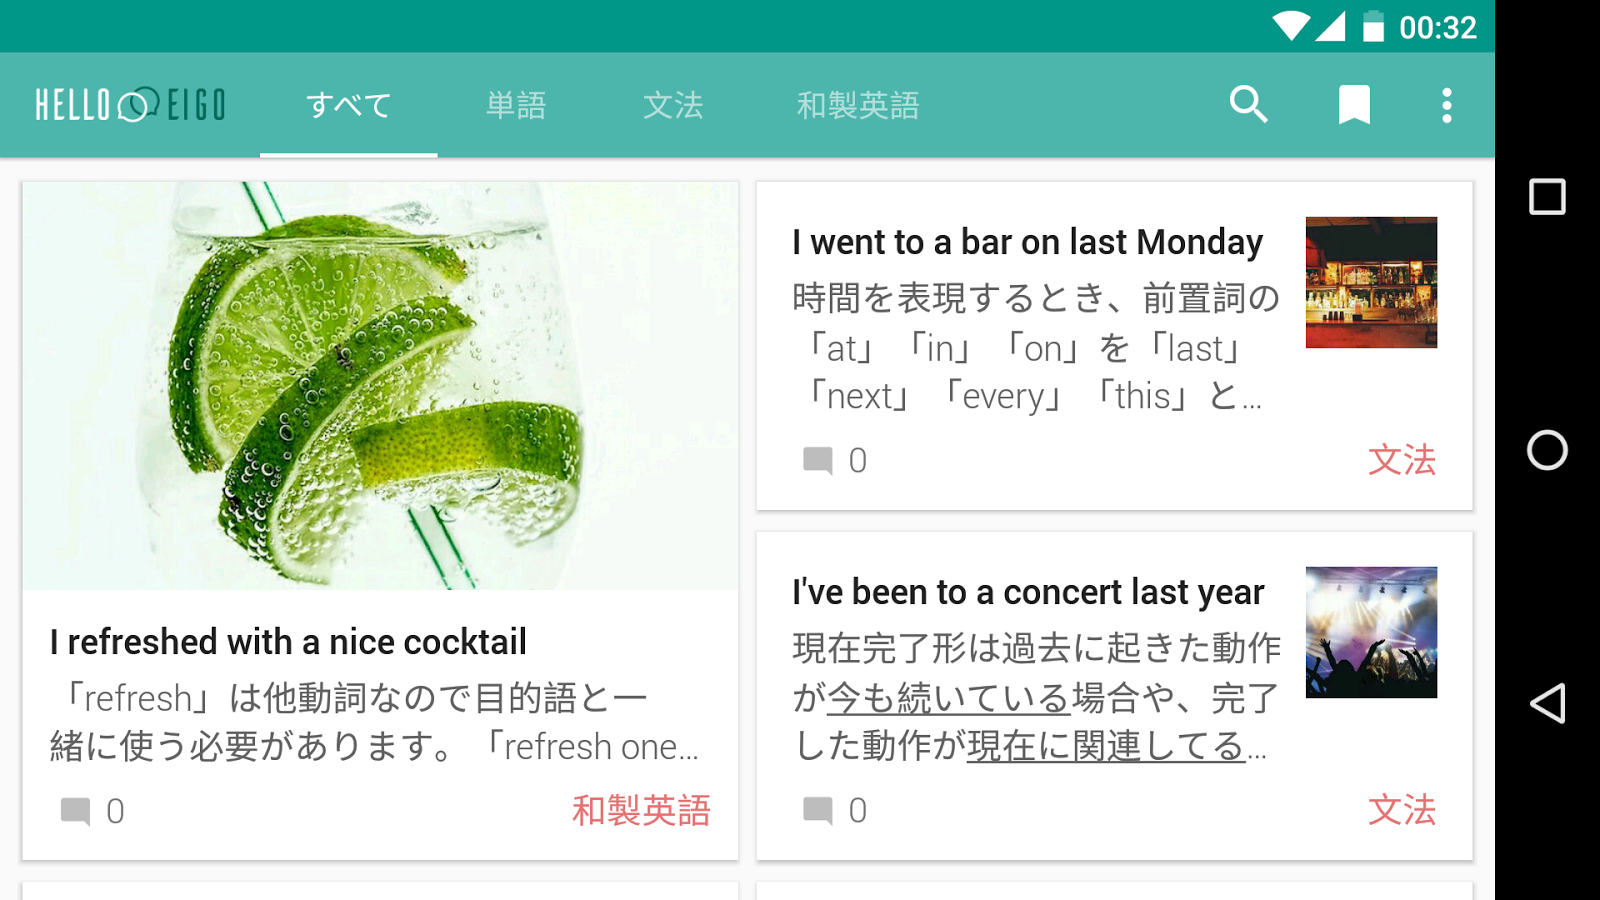 00:32
HELLO EIGO
すべて
単語
文法
和製英語
I refreshed with a nice cocktail
「refresh」は他動詞なので目的語と一
緒に使う必要があります。「refresh one...
0
和製英語
I went to a bar on last Monday
時間を表現するとき、前置詞の
「at」「in」「on」を「last」
「next」「every」「this」と...
0
文法
I've been to a concert last year
現在完了形は過去に起きた動作
が今も続いている場合や、完了
した動作が現在に関連してる...
0
文法